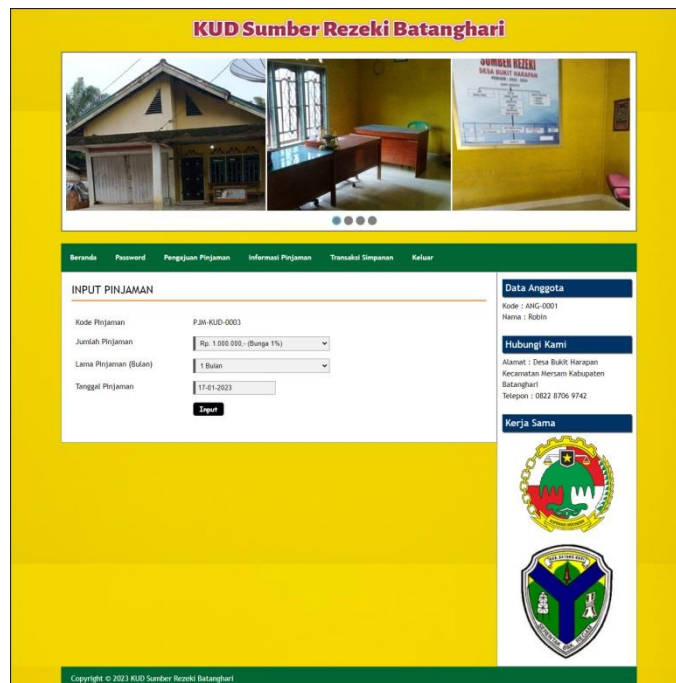 KUD Sumber Rezeki Batanghari
SUMBER REZEKI
DESA BUKIT HARAPAN
Beranda Password Pengajuan Pinjaman Informasi Pinjaman Transaksi Simpanan Keluar
INPUT PINJAMAN
Kode Pinjaman PJM-KUD-0003
Jumlah Pinjaman Rp. 1.000.000,- (Bunga 1%)
Lama Pinjaman (Bulan) 1 Bulan
Tanggal Pinjaman 17-01-2023
Input
Data Anggota
Kode : ANG-0001
Nama : Robin
Hubungi Kami
Alamat : Desa Bukit Harapan
Kecamatan Mersam Kabupaten
Batanghari
Telepon : 0822 8706 9742
Kerja Sama
Copyright © 2023 KUD Sumber Rezeki Batanghari